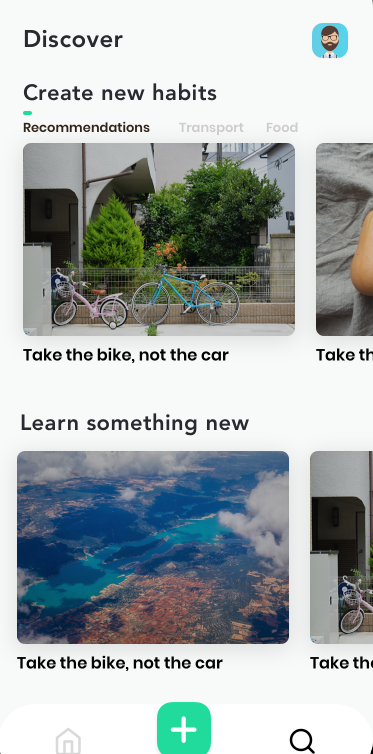 Discover
Create new habits
Recommendations Transport Food
Take the bike, not the car Take th
Learn something new
Take the bike, not the car Take the